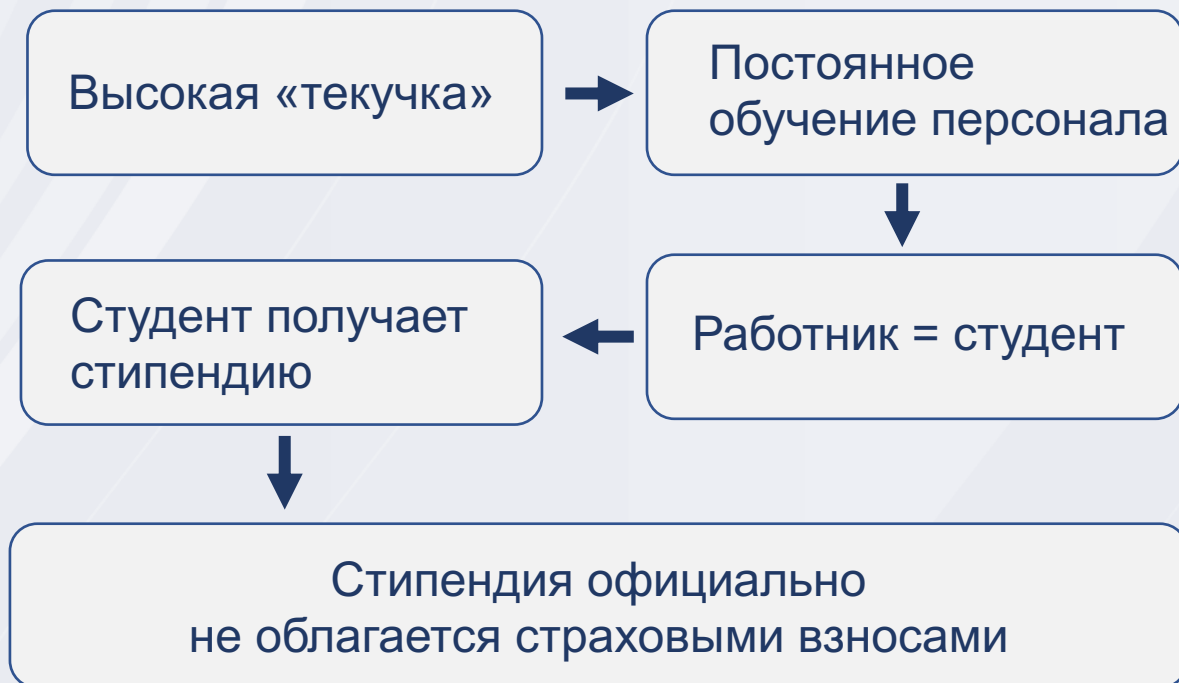 Высокая «текучка»
Постоянное
обучение персонала
Работник = студент
Студент получает
стипендию
Стипендия официально
не облагается страховыми взносами